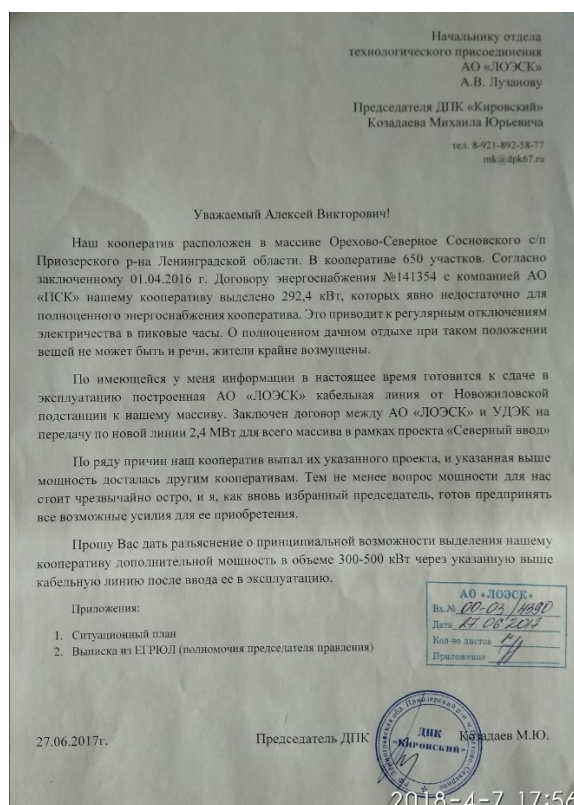 Начальнику отдела
технологического присоединения
АО «ЛОЭСК»
А.В. Лузанову
Председателя ДПК «Кировский»
Козадаева Михаила Юрьевича
тел. 8-921-892-58-77
mk@dpk67.ru
Уважаемый Алексей Викторович!
Наш кооператив расположен в массиве Орехово-Северное Сосновского с/п
Приозерского р-на Ленинградской области. В кооперативе 650 участков. Согласно
заключенному 01.04.2016 г. Договору энергоснабжения №141354 с компанией АО
«ПСК» нашему кооперативу выделено 292,4 кВт, которых явно недостаточно для
полноценного энергоснабжения кооператива. Это приводит к регулярным отключениям
электричества в пиковые часы. О полноценном дачном отдыхе при таком положении
вещей не может быть и речи, жители крайне возмущены.
По имеющейся у меня информации в настоящее время готовится к сдаче в
эксплуатацию построенная АО «ЛОЭСК» кабельная линия от Новожиловской
подстанции к нашему массиву. Заключен договор между АО «ЛОЭСК» и УДЭК на
передачу по новой линии 2,4 МВт для всего массива в рамках проекта «Северный ввод»
По ряду причин наш кооператив выпал их указанного проекта, и указанная выше
мощность досталась другим кооперативам. Тем не менее вопрос мощности для нас
стоит чрезвычайно остро, и я, как вновь избранный председатель, готов предпринять
все возможные усилия для ее приобретения.
Прошу Вас дать разъяснение о принципиальной возможности выделения нашему
кооперативу дополнительной мощность в объеме 300-500 кВт через указанную выше
кабельную линию после ввода ее в эксплуатацию.
Приложения:
1. Ситуационный план
2. Выписка из ЕГРЮЛ (полномочия председателя правления)
АО «ЛОЭСК»
Вх.№ 00-03/4390
Дата 27.06.2017
Кол-во листов
Приложение
27.06.2017г.
Председатель ДПК
Козадаев М.Ю.
ДПК
«КИРОВСКИЙ»
2018-4-7 17:56